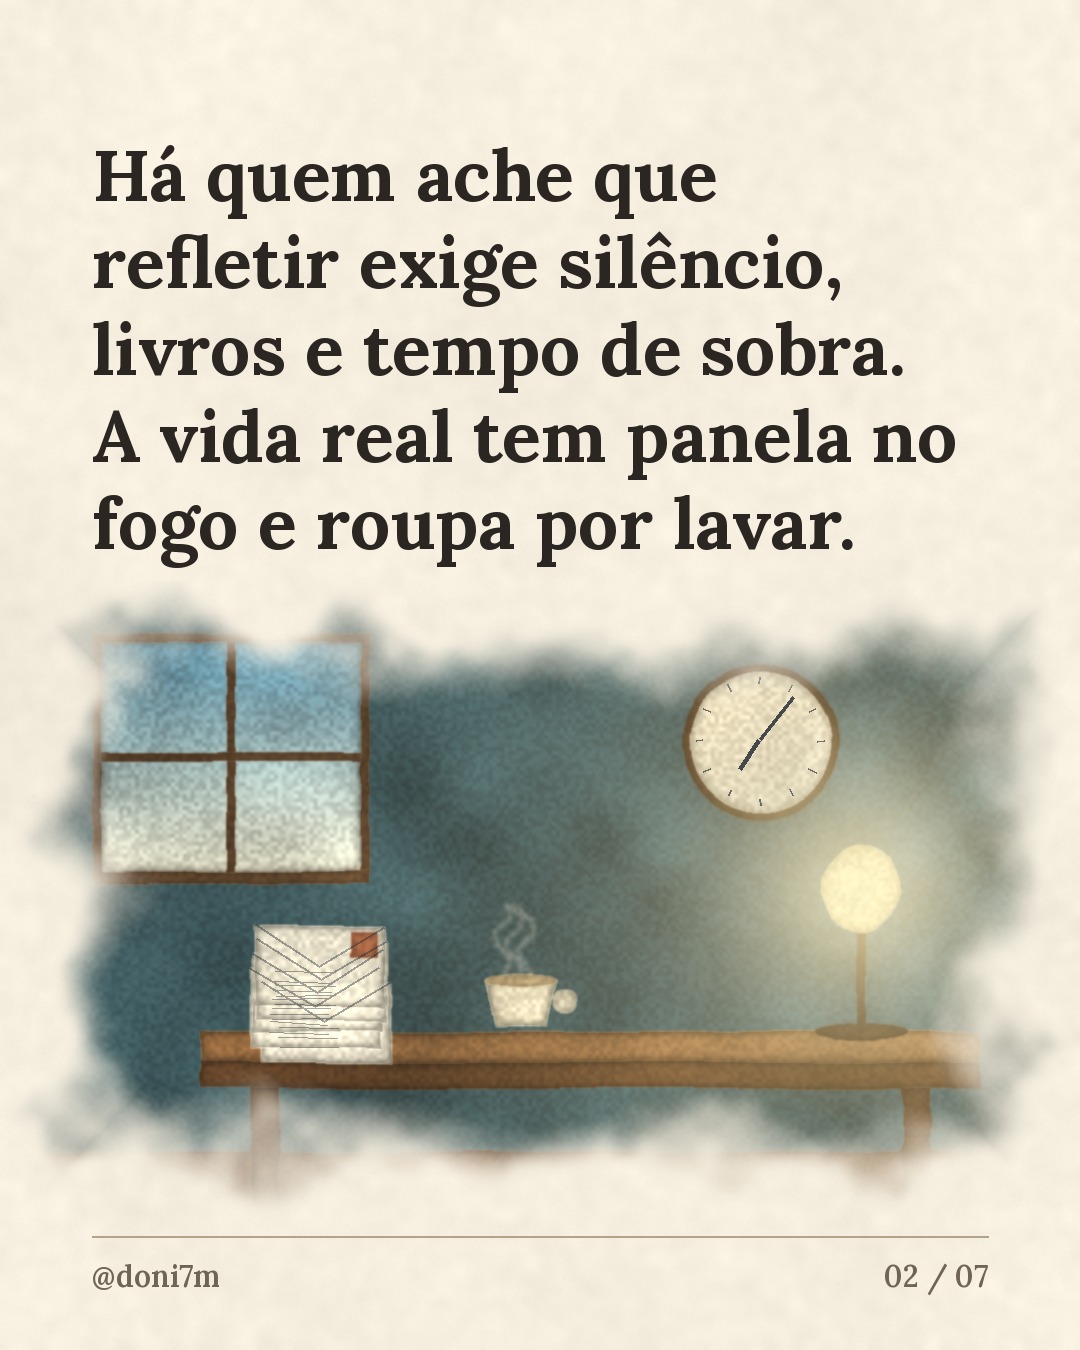 Há quem ache que
refletir exige silêncio,
livros e tempo de sobra.
A vida real tem panela no
fogo e roupa por lavar.
@doni7m
02 / 07